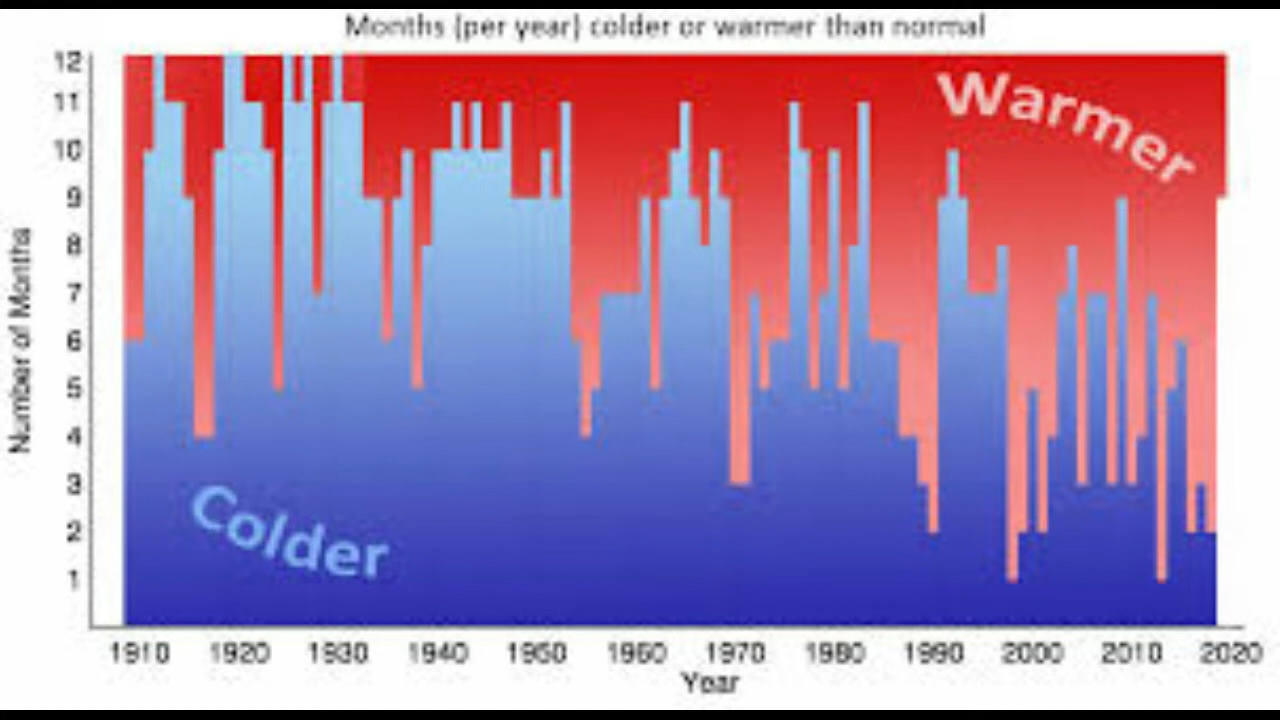 Months (per year) colder or warmer than normal
12
11
10
9
8
7
6
5
4
3
2
1
Number of Months
Warmer
Colder
1910 1920 1930 1940 1950 1960 1970 1980 1990 2000 2010 2020
Year